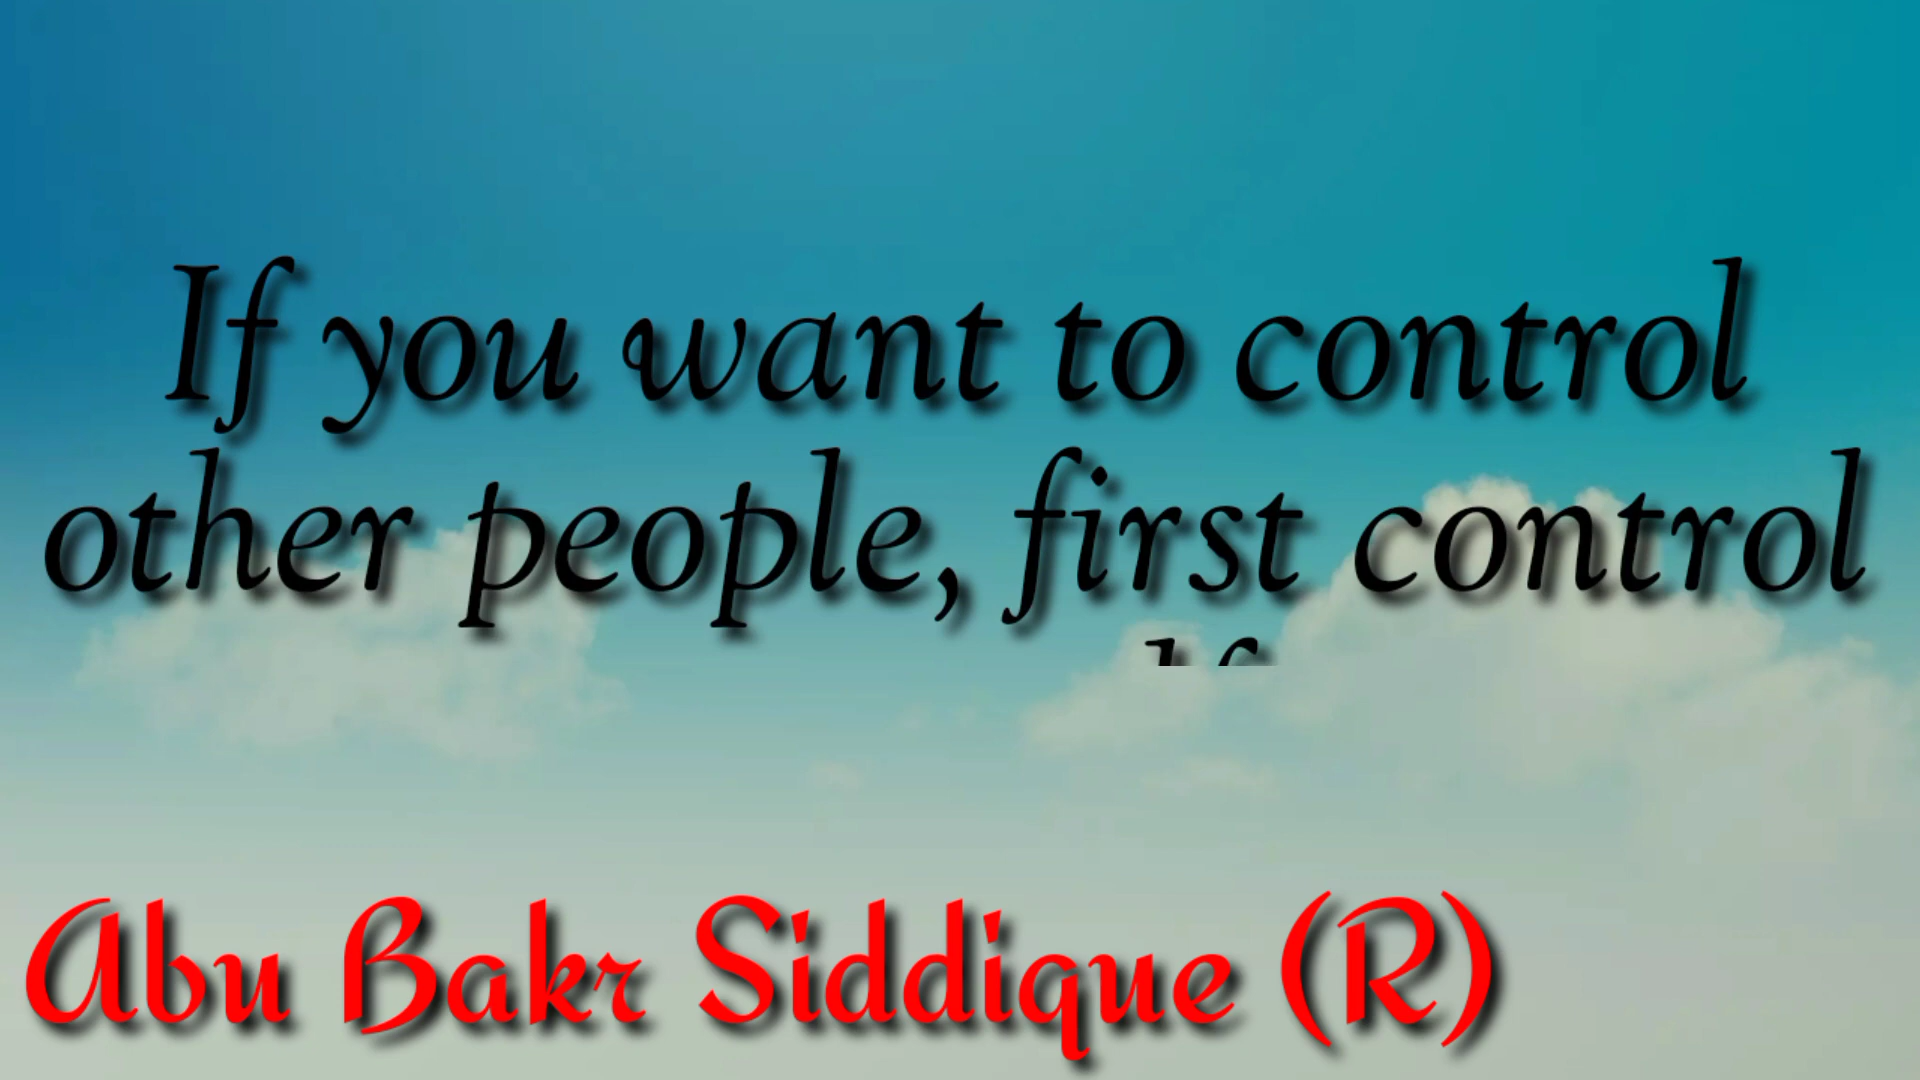 If you want to control
other people, first control
Abu Bakr Siddique (R)